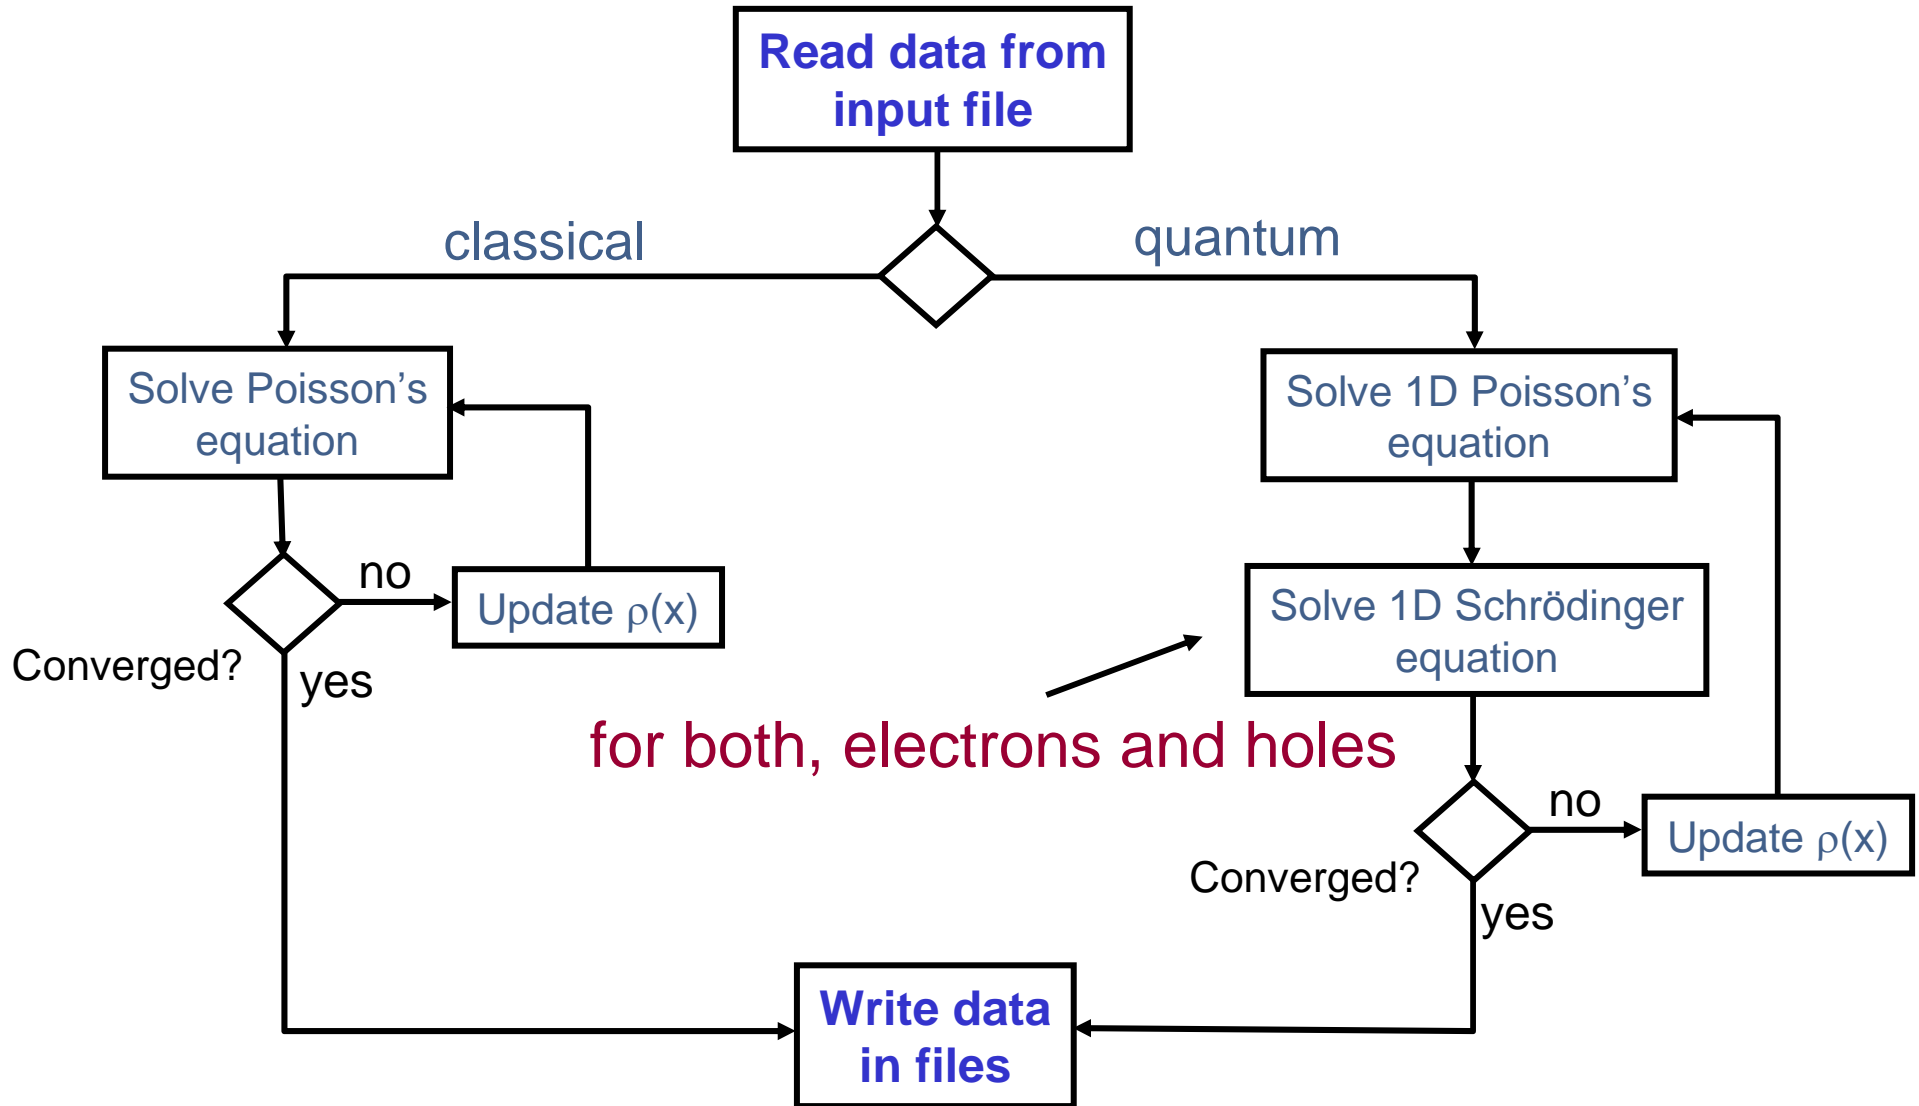 Read data from
input file
classical
quantum
Solve Poisson’s
equation
Solve 1D Poisson’s
equation
no
Update ρ(x)
Converged?
yes
Solve 1D Schrödinger
equation
for both, electrons and holes
no
Update ρ(x)
Converged?
yes
Write data
in files